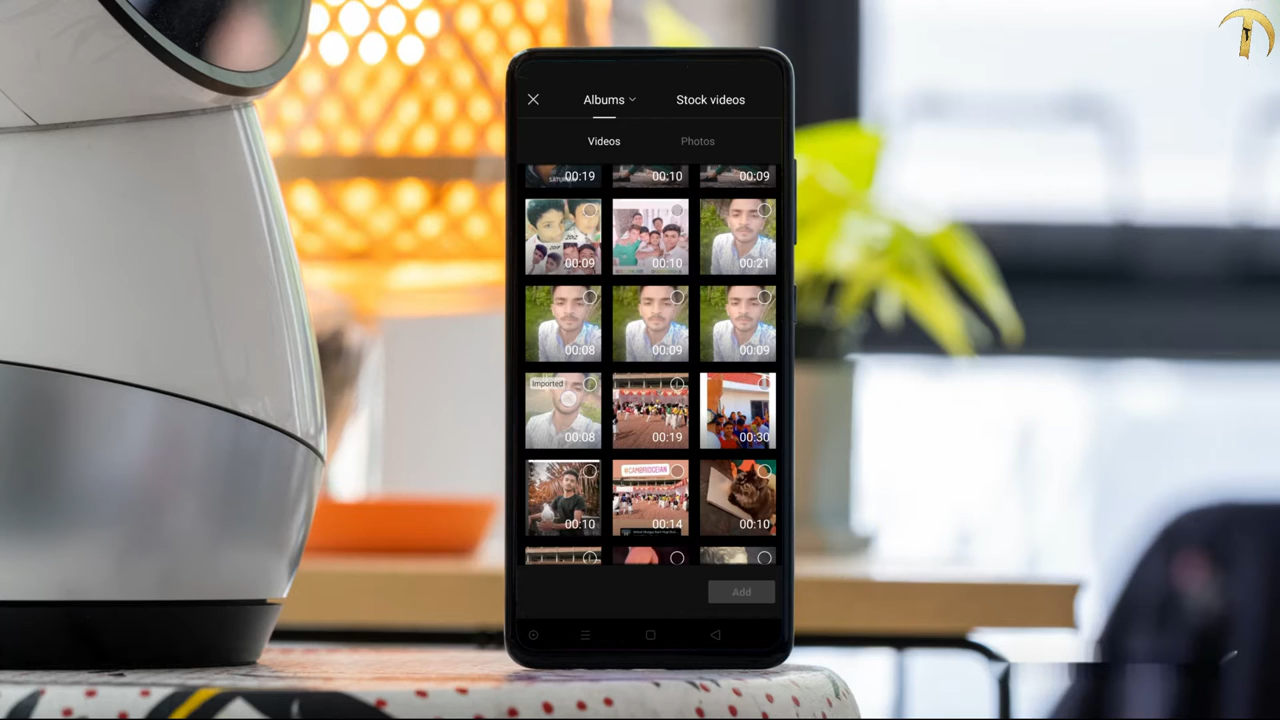 Albums
Stock videos
Videos
Photos
00:19
00:10
00:09
2012
00:09
00:10
00:21
00:08
00:09
00:09
Imported
00:08
00:19
00:30
#CAMBRIDGEIAN
00:10
00:14
00:10
Add